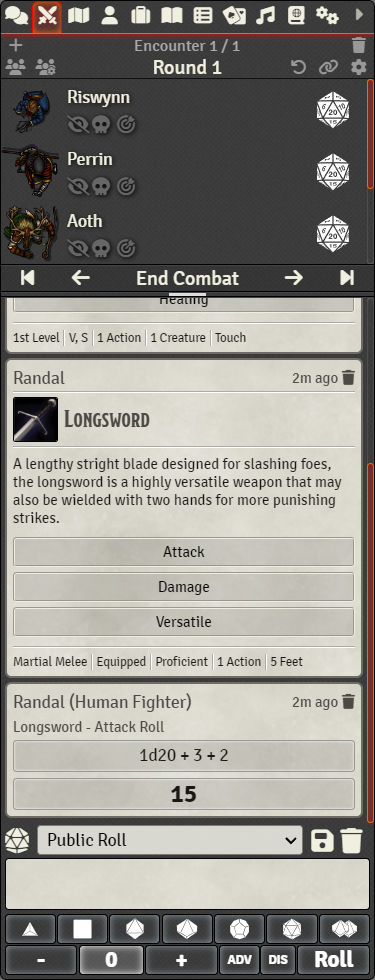 Encounter 1 / 1
Round 1
Riswynn
Perrin
Aoth
End Combat
Healing
1st Level V, S 1 Action 1 Creature Touch
Randal 2m ago
Longsword
A lengthy stright blade designed for slashing foes,
the longsword is a highly versatile weapon that may
also be wielded with two hands for more punishing
strikes.
Attack
Damage
Versatile
Martial Melee Equipped Proficient 1 Action 5 Feet
Randal (Human Fighter) 2m ago
Longsword - Attack Roll
1d20 + 3 + 2
15
Public Roll
- 0 + ADV DIS Roll